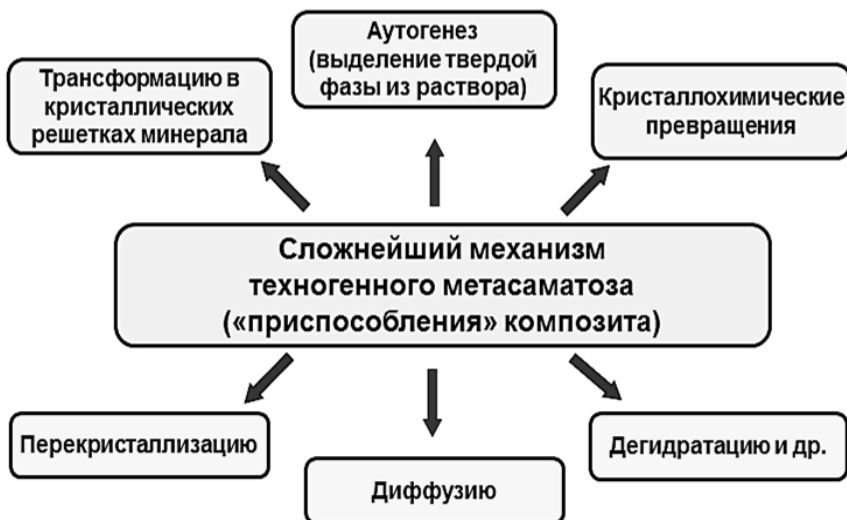 Аутогенез
(выделение твердой
фазы из раствора)
Трансформацию в
кристаллических
решетках минерала
Кристаллохимические
превращения
Сложнейший механизм
техногенного метасаматоза
(«приспособления» композита)
Перекристаллизацию
Диффузию
Дегидратацию и др.